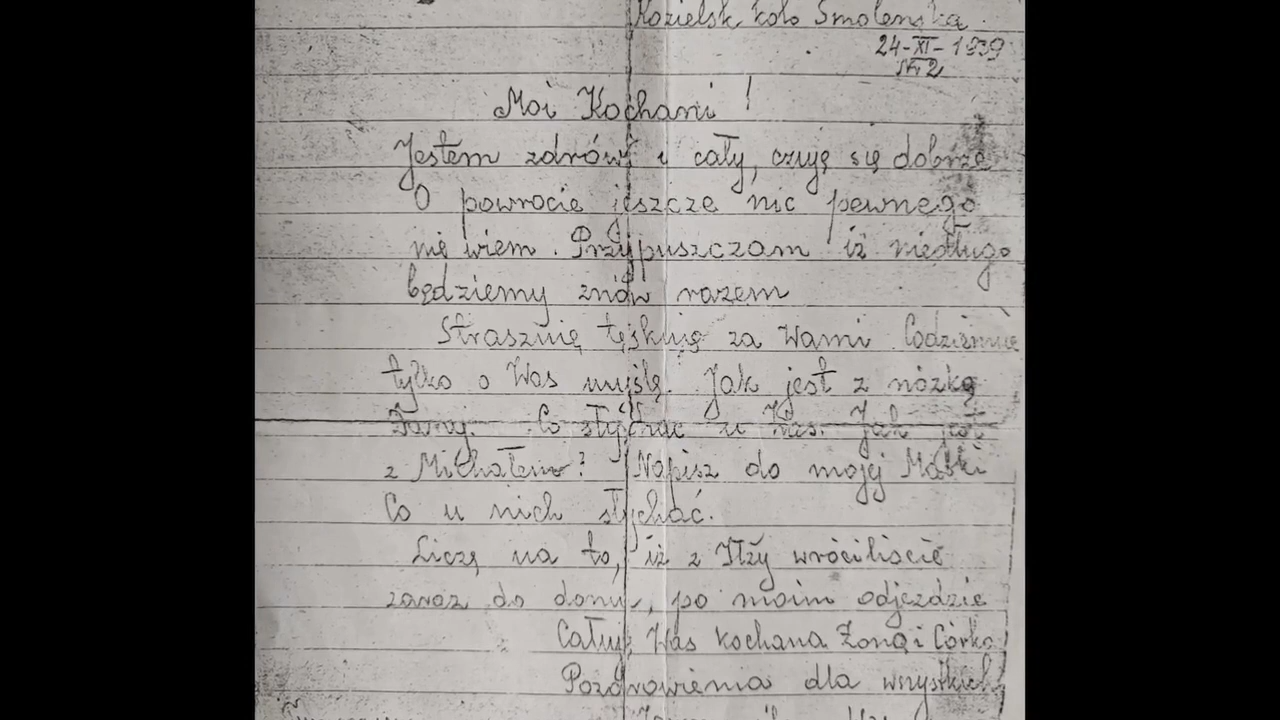 Kozielsk koło Smoleńska.
24-XI-1939
Nr 2
Moi Kochani!
Jestem zdrów i cały, czuję się dobrze
O powrocie jeszcze nic pewnego
nie wiem. Przypuszczam iż niedługo
będziemy znów razem
Strasznie tęsknię za Wami Codziennie
tylko o Was myślę. Jak jest z nóżką
Co słychać u Was. Jak jest
z Michałem? Napisz do mojej Matki
Co u nich słychać.
Liczę na to, iż z Iłży wróciliście
zaraz do domu, po moim odjeździe
Całuję Was kochana Żono i Córko
Pozdrowienia dla wszystkich